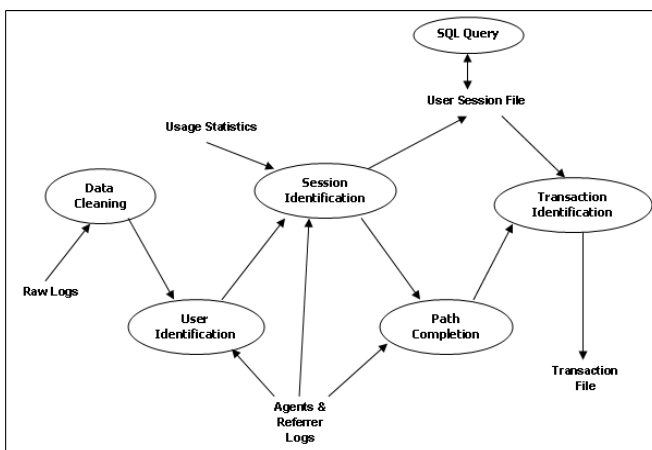 SQL Query
User Session File
Usage Statistics
Session
Identification
Data
Cleaning
Transaction
Identification
Raw Logs
User
Identification
Path
Completion
Transaction
File
Agents &
Referrer
Logs